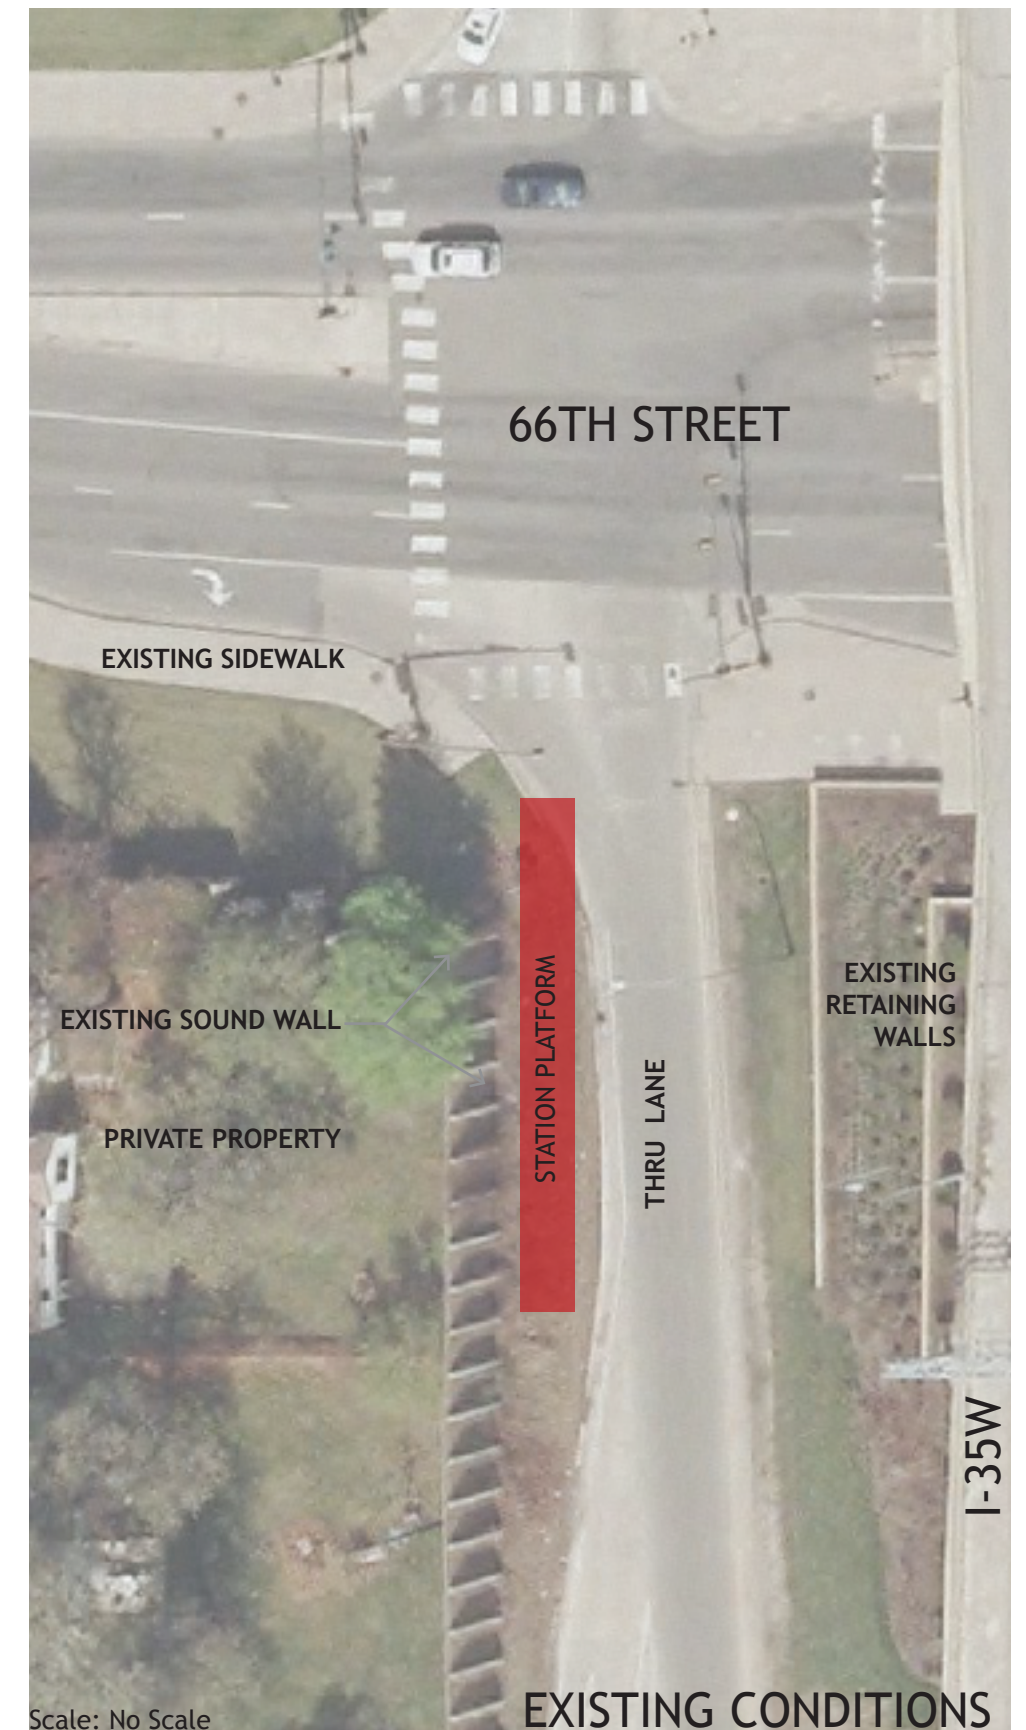 66TH STREET
EXISTING SIDEWALK
EXISTING
RETAINING
WALLS
STATION PLATFORM
EXISTING SOUND WALL
THRU LANE
PRIVATE PROPERTY
I-35W
Scale: No Scale
EXISTING CONDITIONS